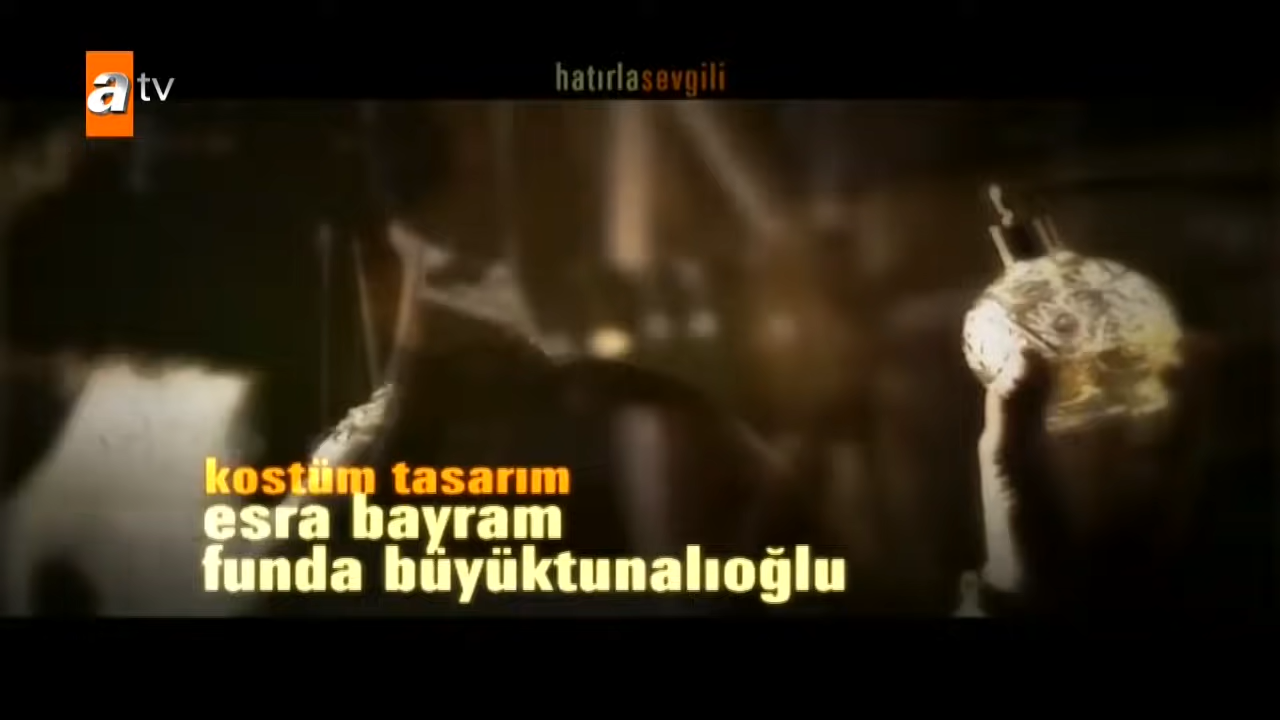 atv
hatırlasevgili
kostüm tasarım
esra bayram
funda büyüktunalıoğlu